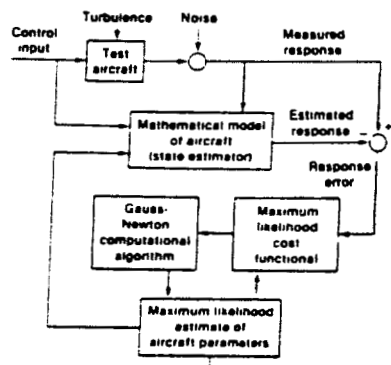 Turbulence
Noise
Control
input
Test
aircraft
Measured
response
Mathematical model
of aircraft
(state estimator)
Estimated
response
−
+
Response
error
Gauss-
Newton
computational
algorithm
Maximum
likelihood
cost
functional
Maximum likelihood
estimate of
aircraft parameters